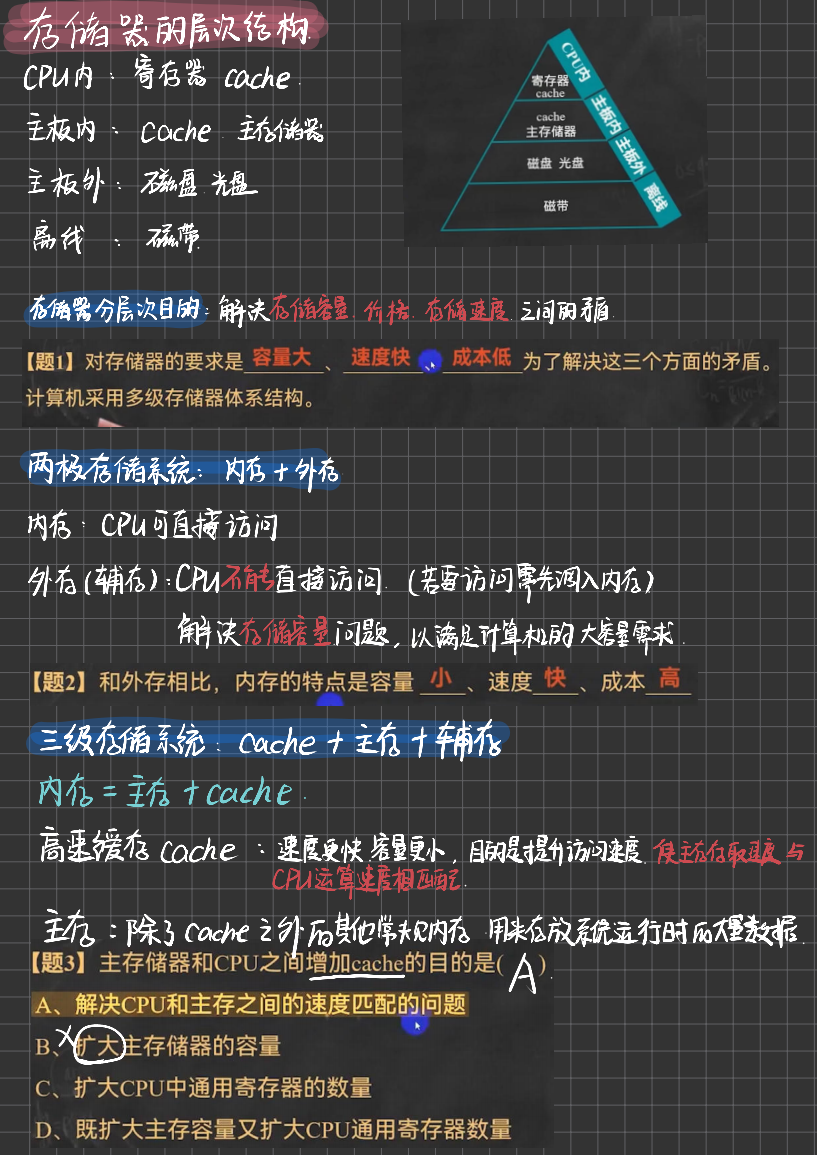 存储器的层次结构.
CPU内: 寄存器 cache.
主板内: cache 主存储器
主板外: 磁盘 光盘
离线 : 磁带.
寄存器
cache
cache
主存储器
磁盘 光盘
磁带
CPU内
主板内
主板外
离线
存储器分层次目的: 解决存储容量.价格.存储速度.之间的矛盾.
【题1】对存储器的要求是 容量大 、 速度快 成本低 为了解决这三个方面的矛盾。
计算机采用多级存储器体系结构。
两极存储系统: 内存+外存
内存: CPU可直接访问
外存(辅存): CPU不能直接访问.(若要访问需先调入内存)
解决存储容量问题, 以满足计算机的大容量需求.
【题2】和外存相比，内存的特点是容量 小 、速度 快 、成本 高
三级存储系统: cache+主存+辅存
内存=主存+cache.
高速缓存 cache : 速度更快.容量更小, 目的是提升访问速度.使主存存取速度与
CPU运算速度相匹配.
主存: 除了cache之外的其他常规内存 用来存放系统运行时的大量数据.
【题3】主存储器和CPU之间增加cache的目的是( A ).
A、解决CPU和主存之间的速度匹配的问题
B、扩大主存储器的容量
C、扩大CPU中通用寄存器的数量
D、既扩大主存容量又扩大CPU通用寄存器数量